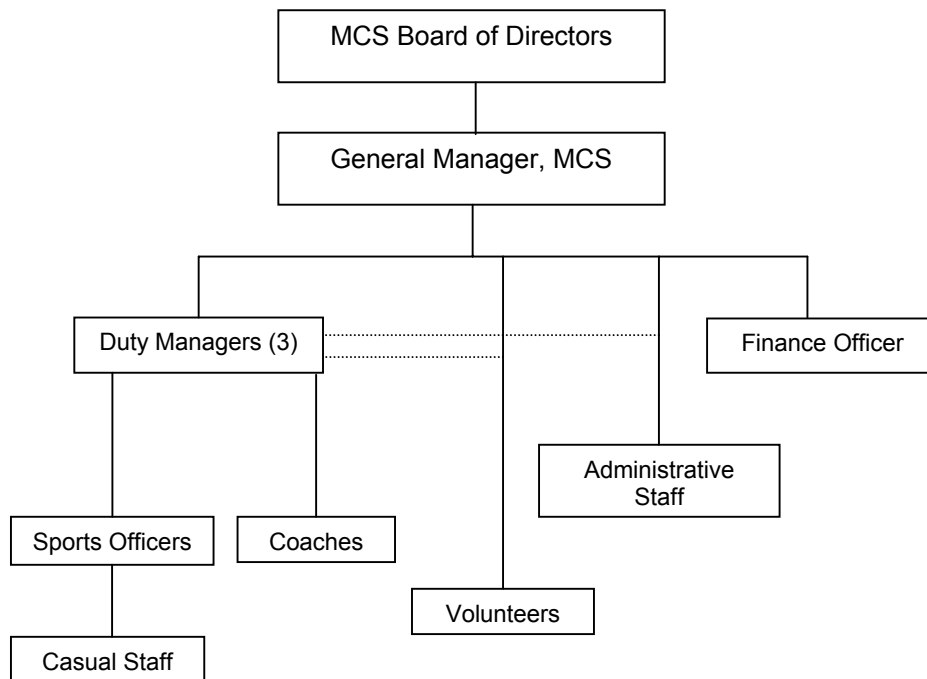 MCS Board of Directors
General Manager, MCS
Duty Managers (3)
Finance Officer
Administrative
Staff
Sports Officers
Coaches
Volunteers
Casual Staff